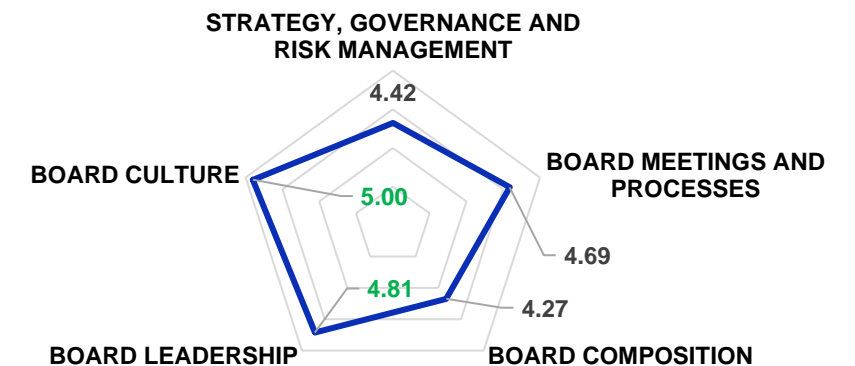 STRATEGY, GOVERNANCE AND
RISK MANAGEMENT
4.42
BOARD MEETINGS AND
PROCESSES
4.69
BOARD COMPOSITION
4.27
BOARD LEADERSHIP
4.81
BOARD CULTURE
5.00